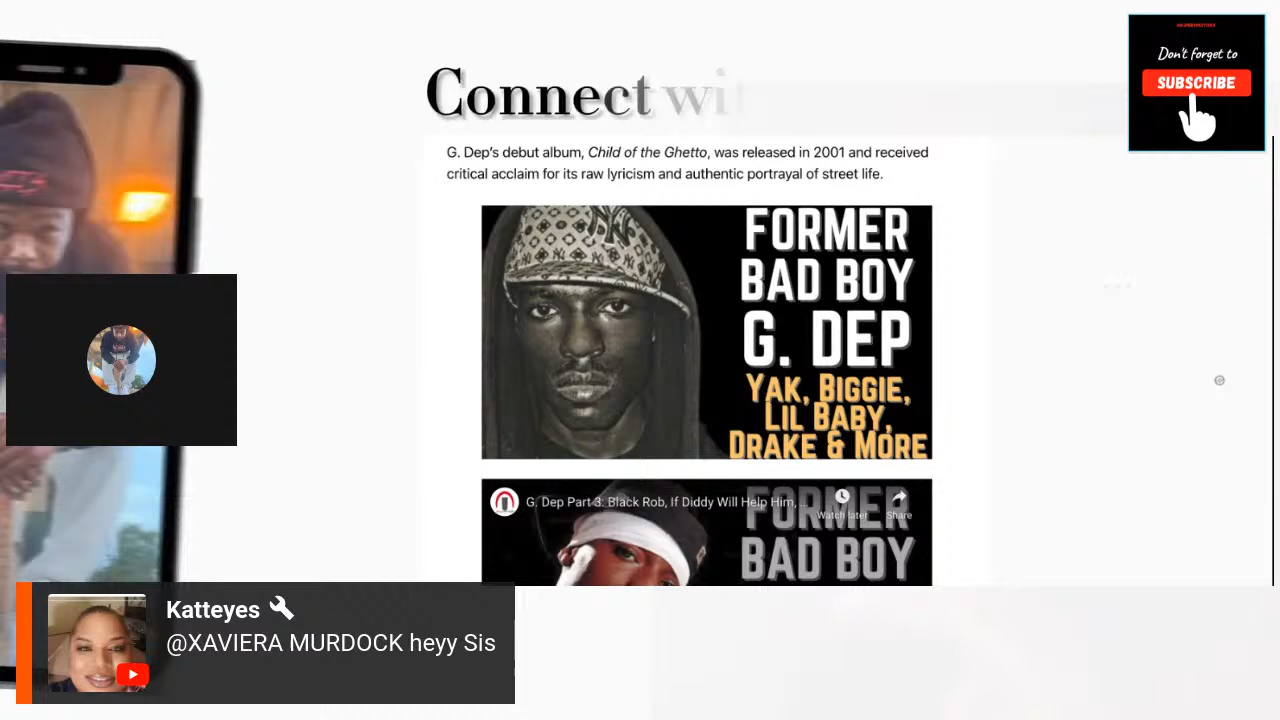 Don't forget to
SUBSCRIBE
Connect wi
G. Dep's debut album, Child of the Ghetto, was released in 2001 and received
critical acclaim for its raw lyricism and authentic portrayal of street life.
NY
FORMER
BAD BOY
G. DEP
YAK, BIGGIE,
LIL BABY,
DRAKE & MORE
G. Dep Part 3: Black Rob, If Diddy Will Help Him, ...
Watch later
Share
FORMER
BAD BOY
Katteyes
@XAVIERA MURDOCK heyy Sis